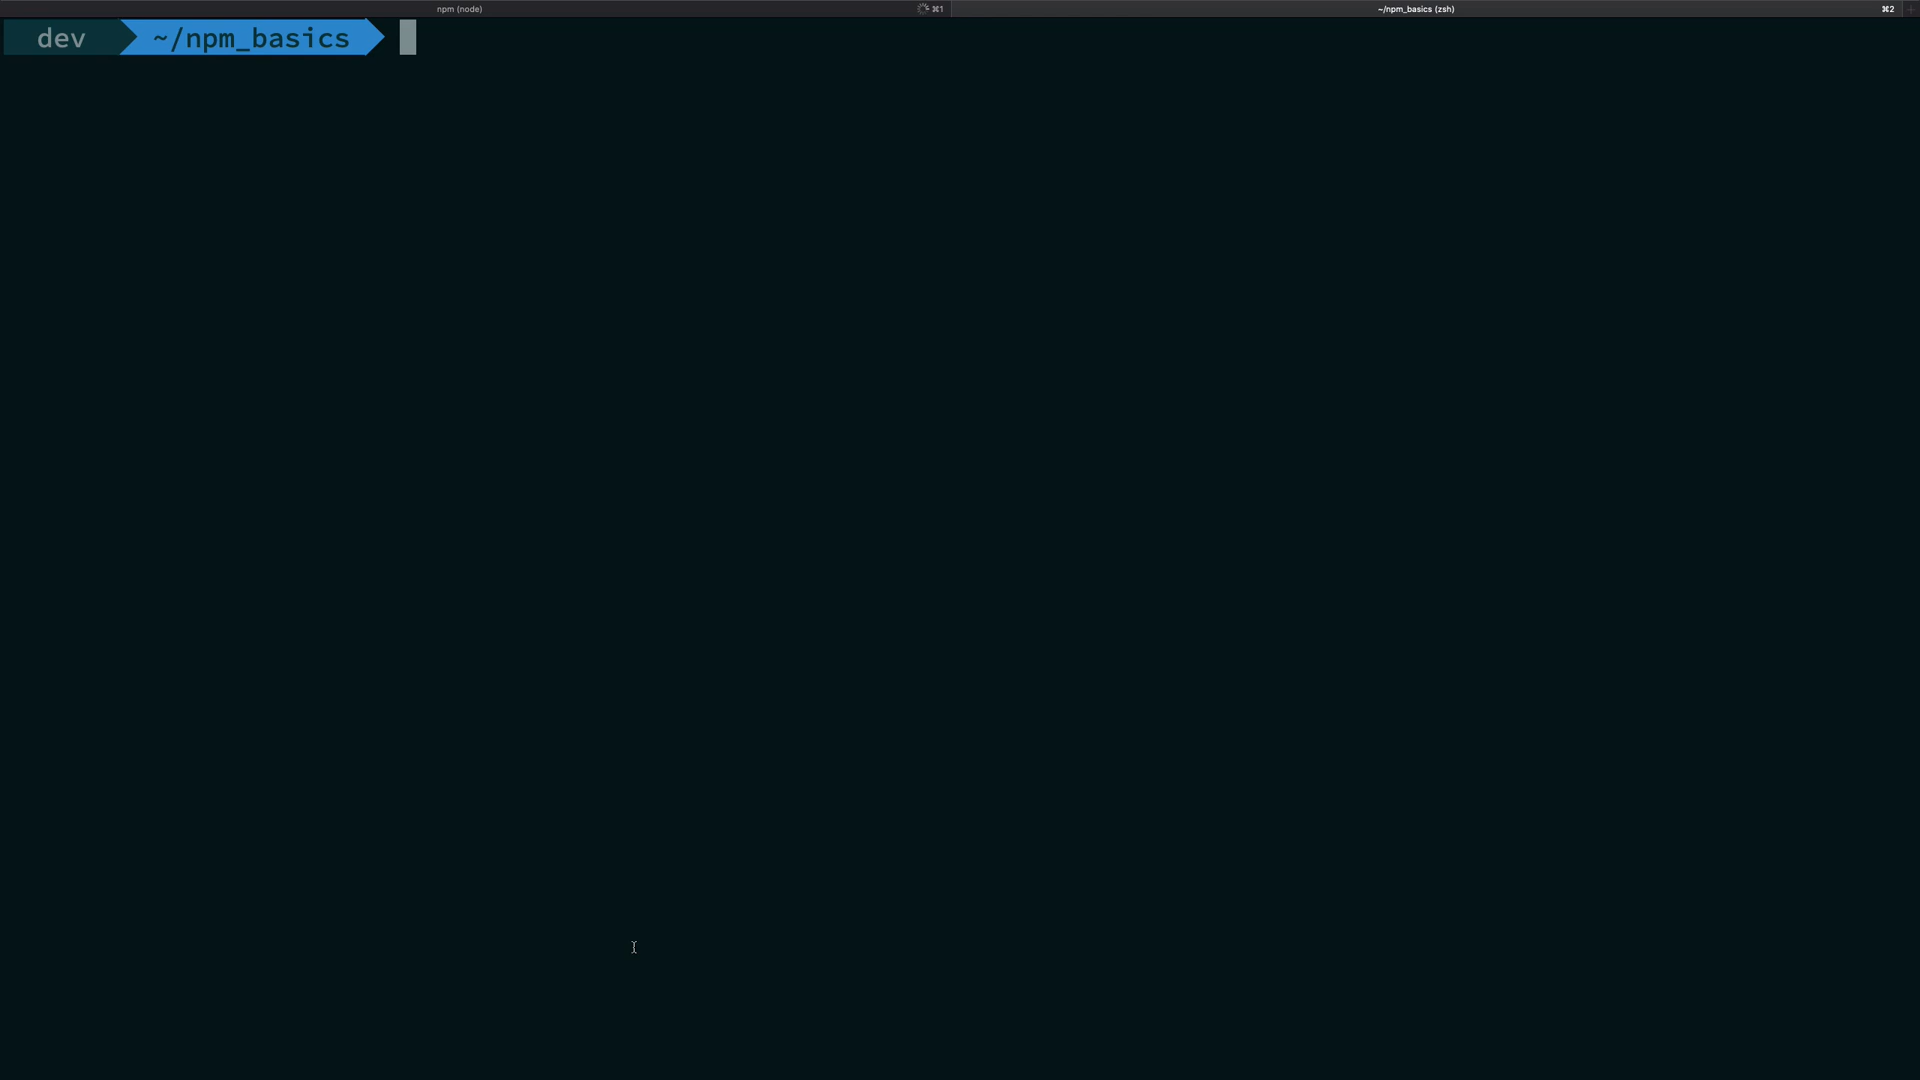 npm (node) ⌘1 ~/npm_basics (zsh) ⌘2 +
dev ~/npm_basics